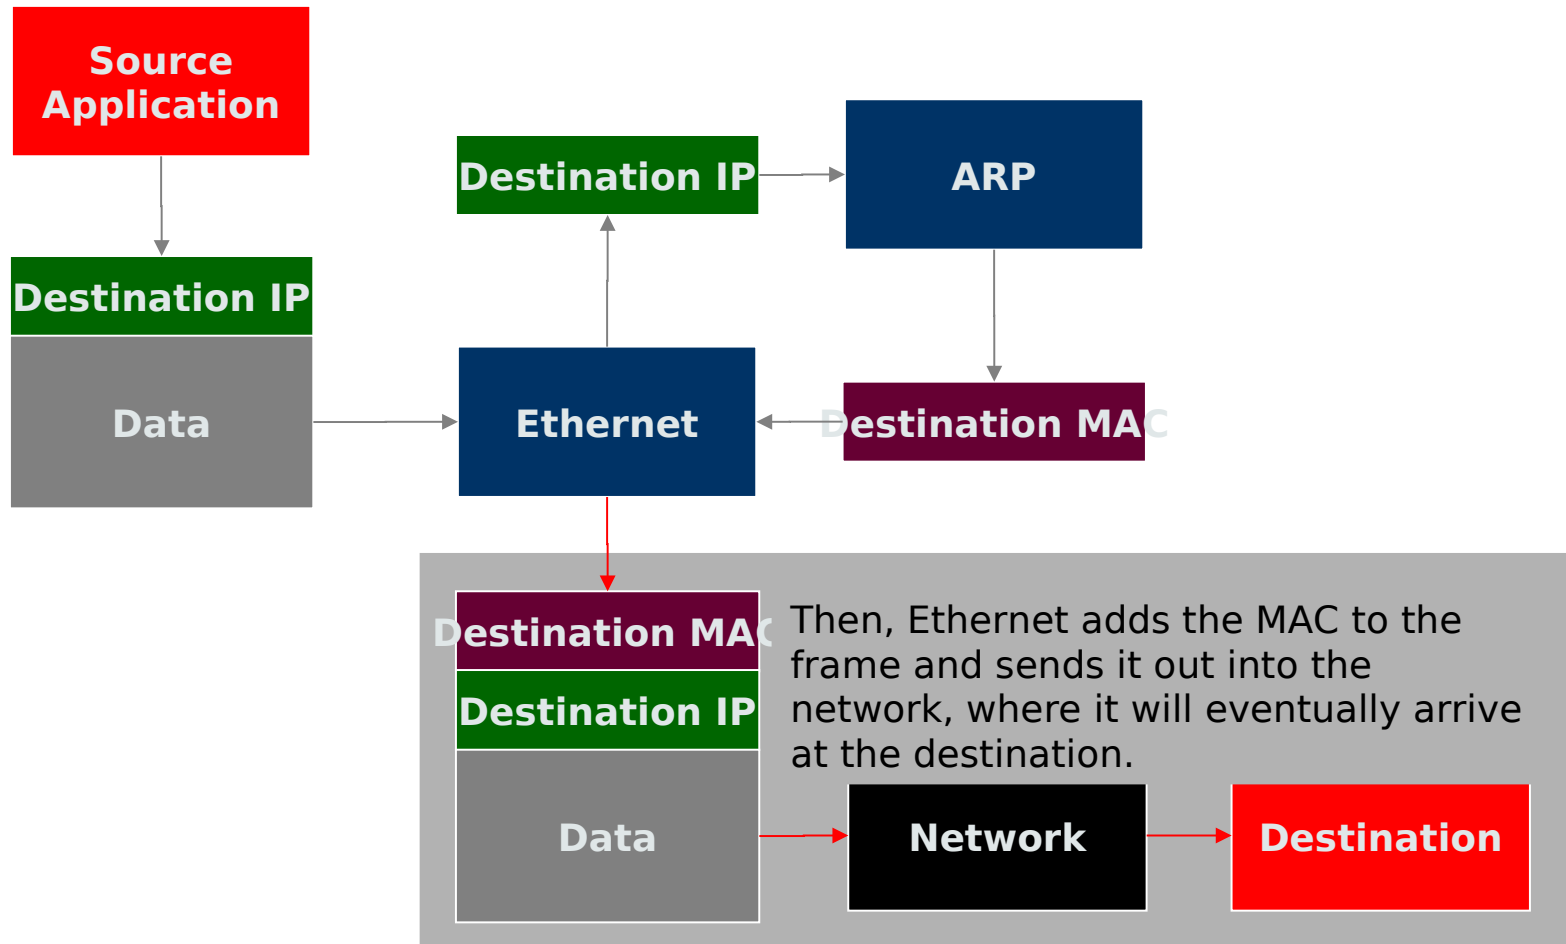 Source
Application
Destination IP
ARP
Destination IP
Data
Ethernet
Destination MAC
Destination MAC
Then, Ethernet adds the MAC to the
frame and sends it out into the
network, where it will eventually arrive
at the destination.
Destination IP
Data
Network
Destination